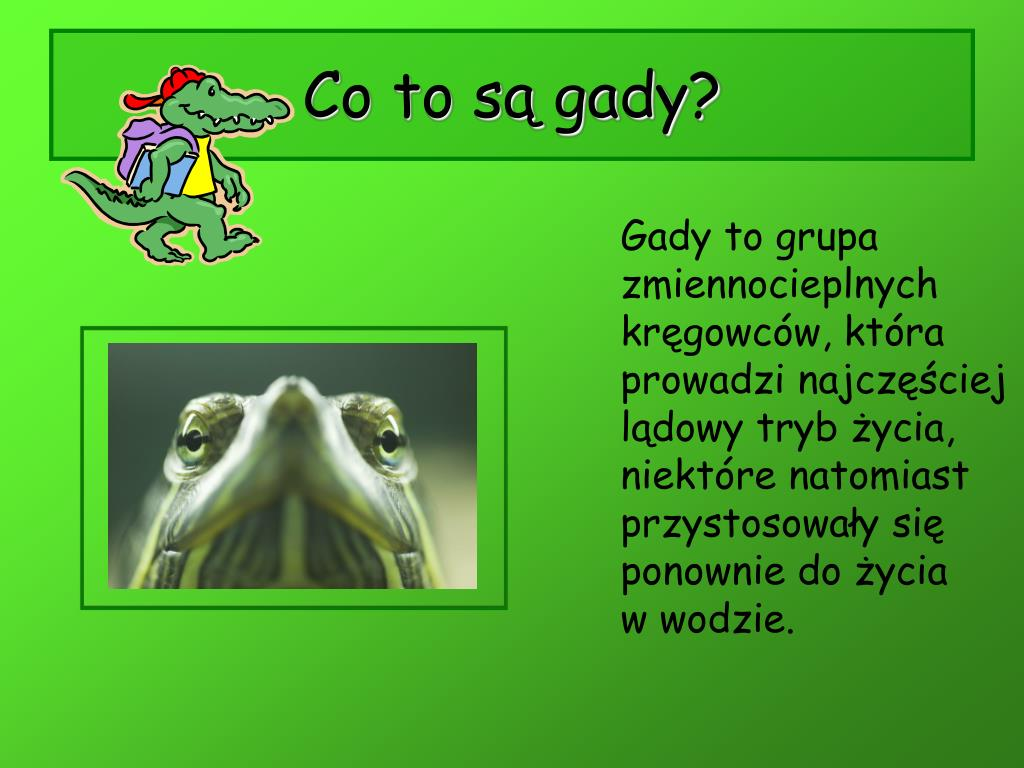 Co to są gady?
Gady to grupa
zmiennocieplnych
kręgowców, która
prowadzi najczęściej
lądowy tryb życia,
niektóre natomiast
przystosowały się
ponownie do życia
w wodzie.